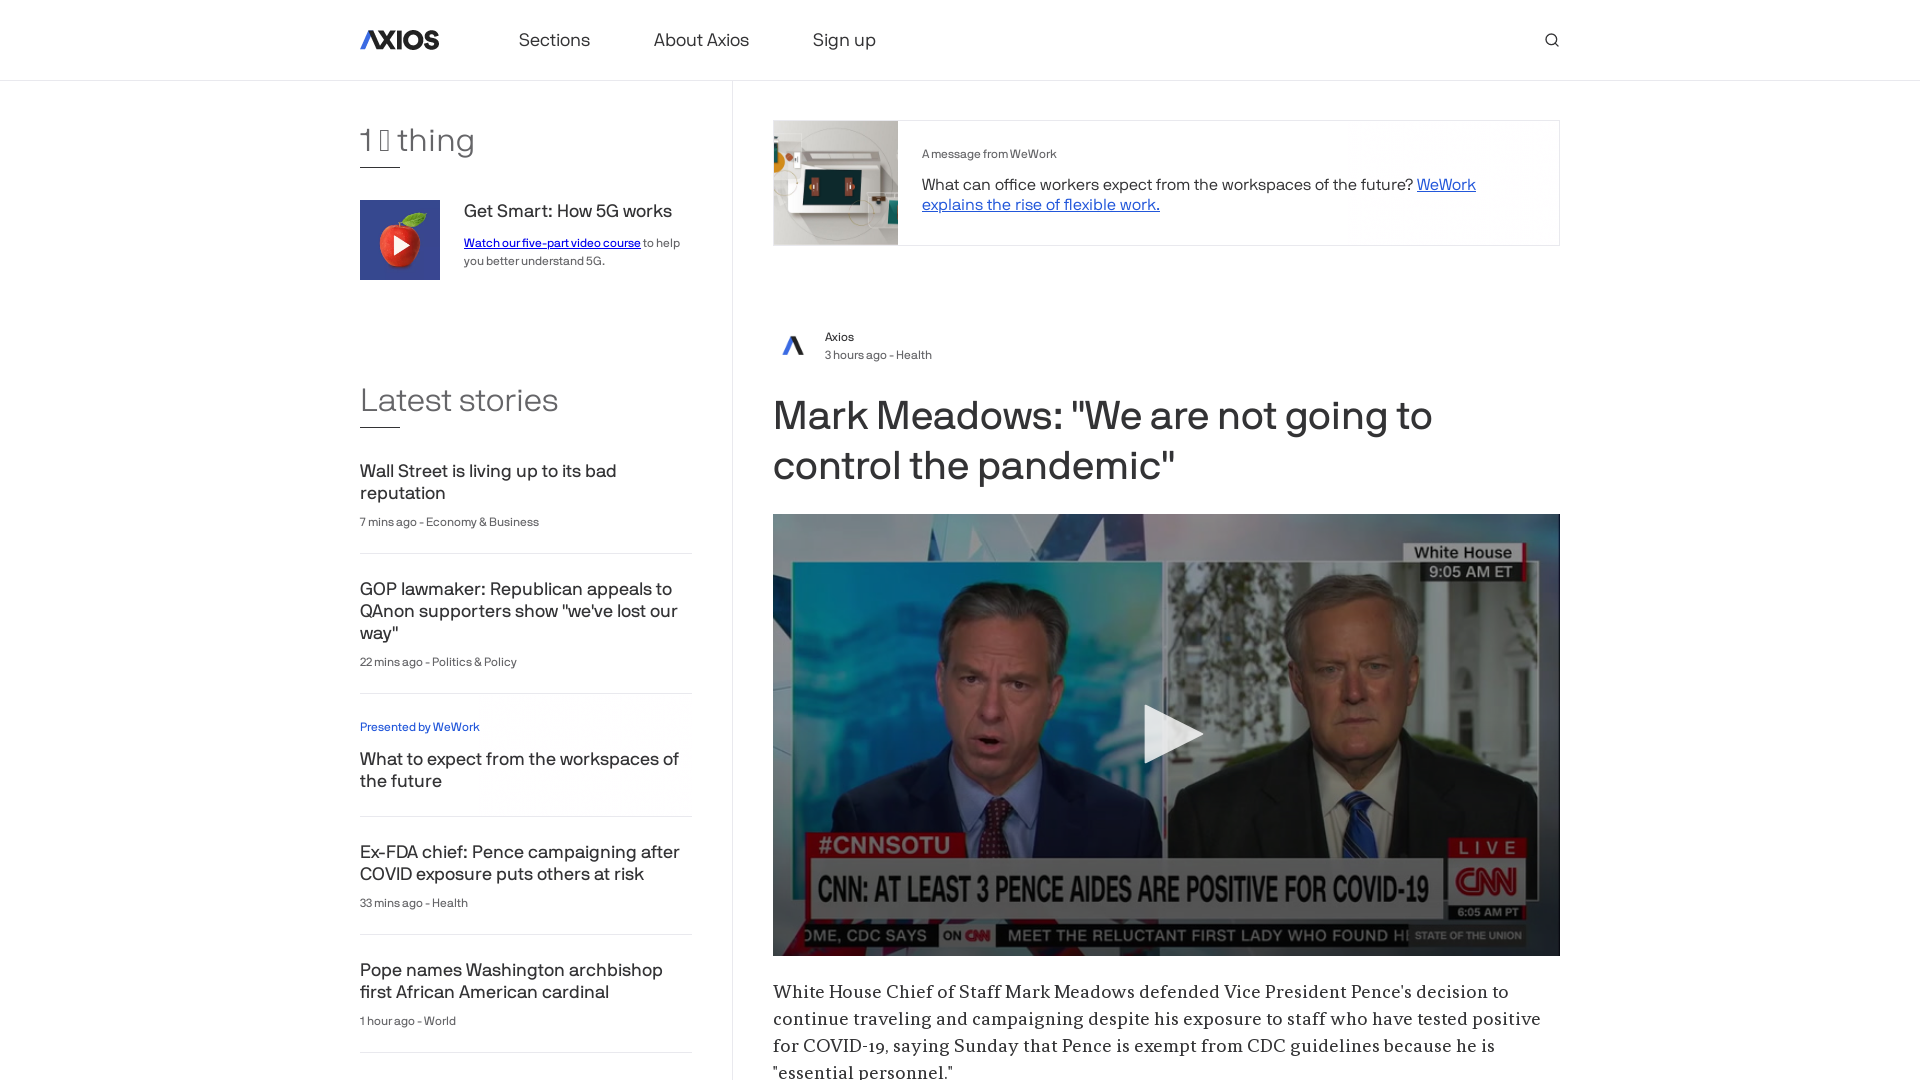 AXIOS
Sections
About Axios
Sign up
1 thing
Get Smart: How 5G works
Watch our five-part video course to help
you better understand 5G.
Latest stories
Wall Street is living up to its bad
reputation
7 mins ago - Economy & Business
GOP lawmaker: Republican appeals to
QAnon supporters show "we've lost our
way"
22 mins ago - Politics & Policy
Presented by WeWork
What to expect from the workspaces of
the future
Ex-FDA chief: Pence campaigning after
COVID exposure puts others at risk
33 mins ago - Health
Pope names Washington archbishop
first African American cardinal
1 hour ago - World
A message from WeWork
What can office workers expect from the workspaces of the future? WeWork
explains the rise of flexible work.
Axios
3 hours ago - Health
Mark Meadows: "We are not going to
control the pandemic"
White House
9:05 AM ET
#CNNSOTU
LIVE
CNN: AT LEAST 3 PENCE AIDES ARE POSITIVE FOR COVID-19
CNN
6:05 AM PT
OME, CDC SAYS
ON CNN
MEET THE RELUCTANT FIRST LADY WHO FOUND HI
STATE OF THE UNION
White House Chief of Staff Mark Meadows defended Vice President Pence's decision to
continue traveling and campaigning despite his exposure to staff who have tested positive
for COVID-19, saying Sunday that Pence is exempt from CDC guidelines because he is
"essential personnel."